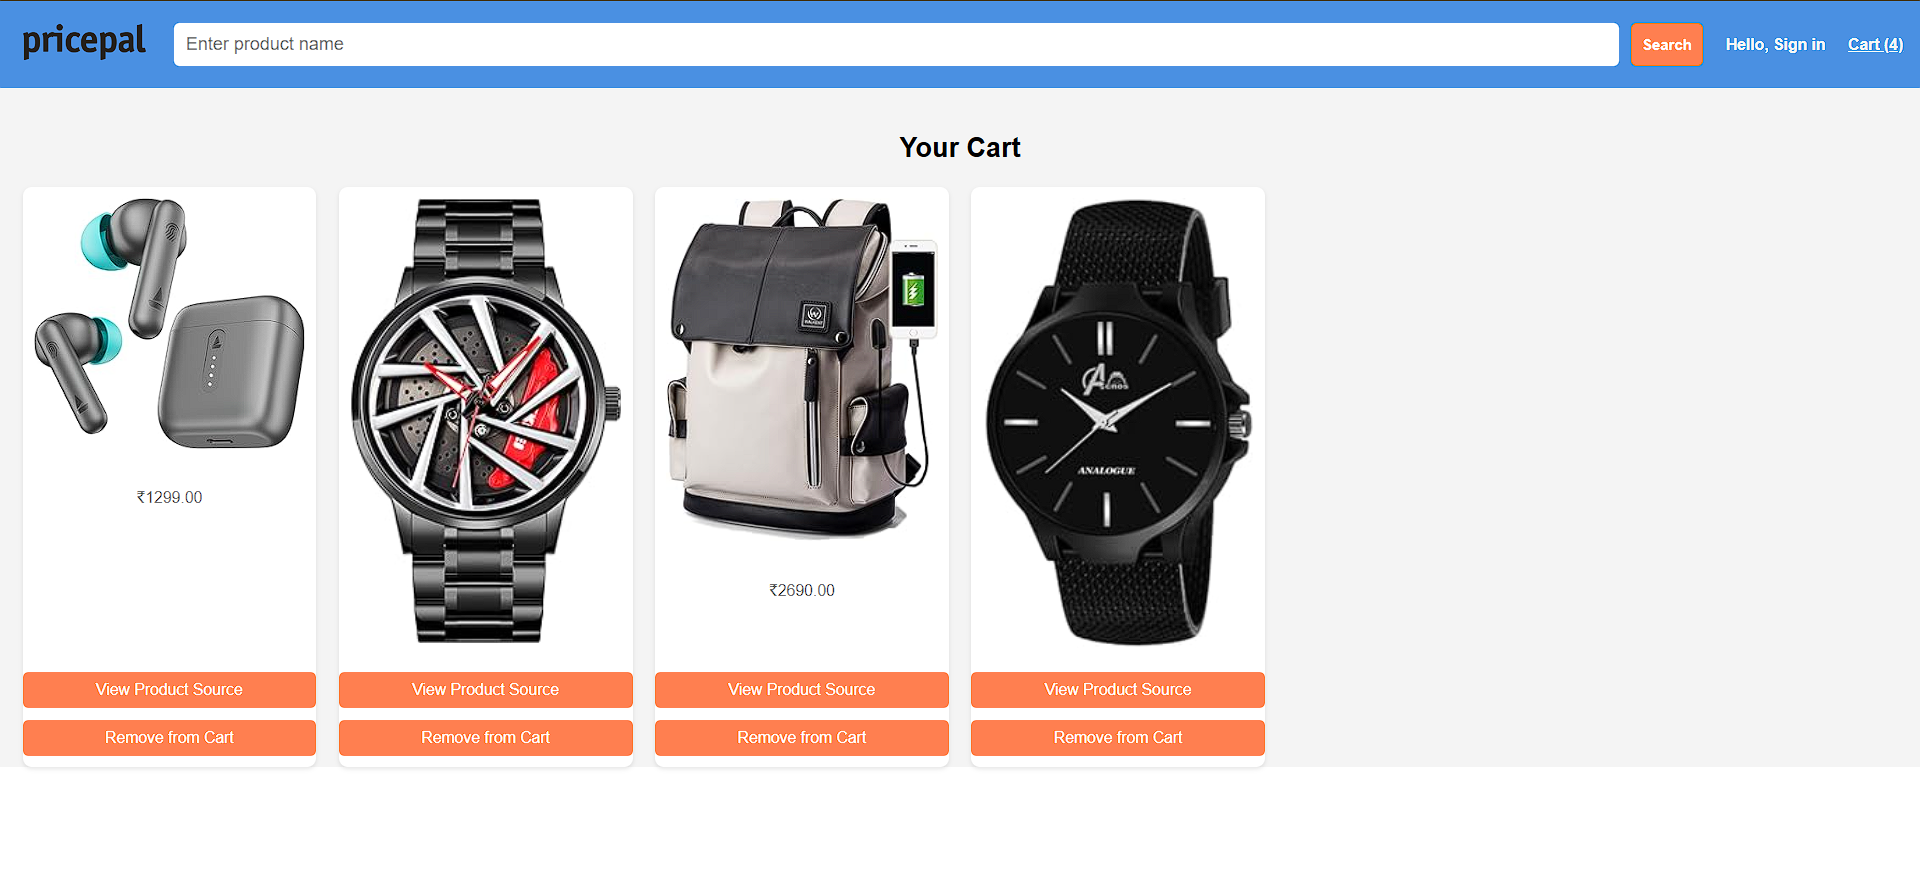 pricepal
Enter product name
Search
Hello, Sign in
Cart (4)
Your Cart
₹1299.00
View Product Source
Remove from Cart
View Product Source
Remove from Cart
₹2690.00
View Product Source
Remove from Cart
ANALOGUE
View Product Source
Remove from Cart